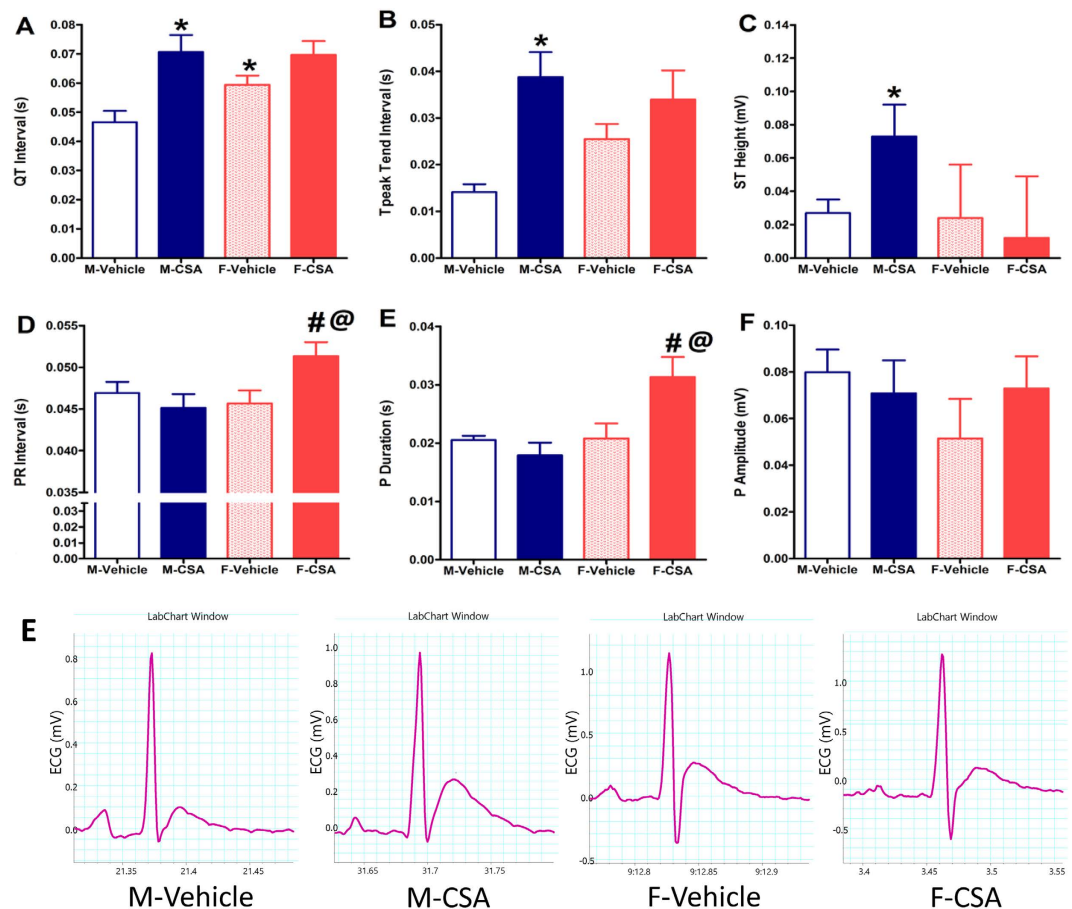 A
B
C
QT Interval (s)
0.08
0.07
0.06
0.05
0.04
0.03
0.02
0.01
0.00
*
*
M-Vehicle M-CSA F-Vehicle F-CSA
Tpeak Tend Interval (s)
0.05
0.04
0.03
0.02
0.01
0.00
*
M-Vehicle M-CSA F-Vehicle F-CSA
ST Height (mV)
0.12
0.10
0.08
0.06
0.04
0.02
0.00
*
M-Vehicle M-CSA F-Vehicle F-CSA
D
E
F
PR Interval (s)
0.055
0.050
0.045
0.040
0.035
0.03
0.02
0.02
0.01
0.01
0.00
#@
M-Vehicle M-CSA F-Vehicle F-CSA
P Duration (s)
0.04
0.03
0.02
0.01
0.00
#@
M-Vehicle M-CSA F-Vehicle F-CSA
P Amplitude (mV)
0.10
0.08
0.06
0.04
0.02
0.00
M-Vehicle M-CSA F-Vehicle F-CSA
E
LabChart Window
ECG (mV)
0.8
0.6
0.4
0.2
0.0
21.35 21.4 21.45
M-Vehicle
LabChart Window
ECG (mV)
1.0
0.8
0.6
0.4
0.2
0.0
31.65 31.7 31.75
M-CSA
LabChart Window
ECG (mV)
1.0
0.5
0.0
-0.5
9:12.8 9:12.85 9:12.9
F-Vehicle
LabChart Window
ECG (mV)
1.0
0.5
0.0
-0.5
3.4 3.45 3.5 3.55
F-CSA